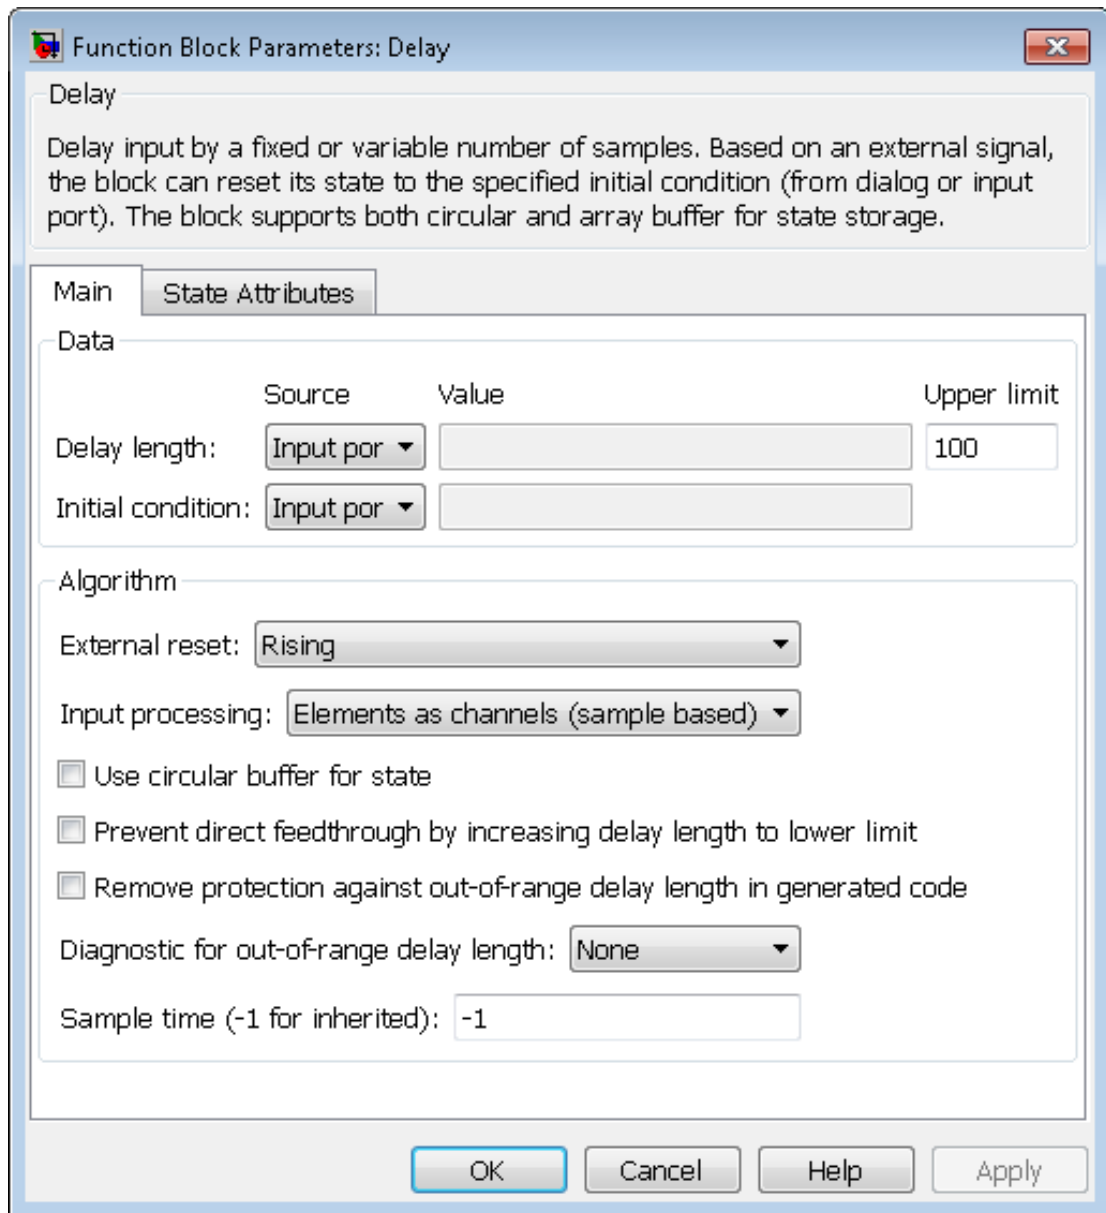 Function Block Parameters: Delay
Delay
Delay input by a fixed or variable number of samples. Based on an external signal,
the block can reset its state to the specified initial condition (from dialog or input
port). The block supports both circular and array buffer for state storage.
Main State Attributes
Data
Source Value Upper limit
Delay length: Input por 100
Initial condition: Input por
Algorithm
External reset: Rising
Input processing: Elements as channels (sample based)
Use circular buffer for state
Prevent direct feedthrough by increasing delay length to lower limit
Remove protection against out-of-range delay length in generated code
Diagnostic for out-of-range delay length: None
Sample time (-1 for inherited): -1
OK Cancel Help Apply